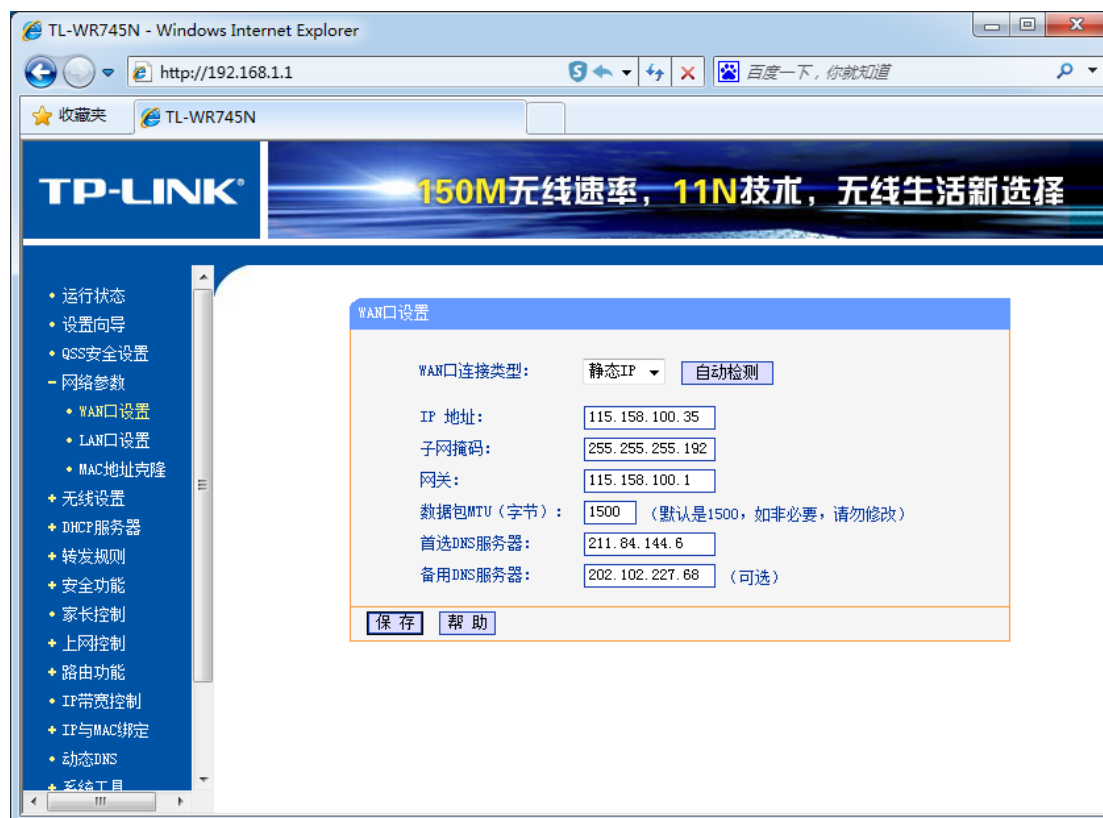 TL-WR745N - Windows Internet Explorer
http://192.168.1.1
百度一下，你就知道
收藏夹
TL-WR745N
TP-LINK®
150M无线速率，11N技术，无线生活新选择
运行状态
设置向导
QSS安全设置
网络参数
WAN口设置
LAN口设置
MAC地址克隆
无线设置
DHCP服务器
转发规则
安全功能
家长控制
上网控制
路由功能
IP带宽控制
IP与MAC绑定
动态DNS
系统工具
WAN口设置
WAN口连接类型： 静态IP 自动检测
IP 地址： 115.158.100.35
子网掩码： 255.255.255.192
网关： 115.158.100.1
数据包MTU（字节）： 1500 （默认是1500，如非必要，请勿修改）
首选DNS服务器： 211.84.144.6
备用DNS服务器： 202.102.227.68 （可选）
保 存 帮 助